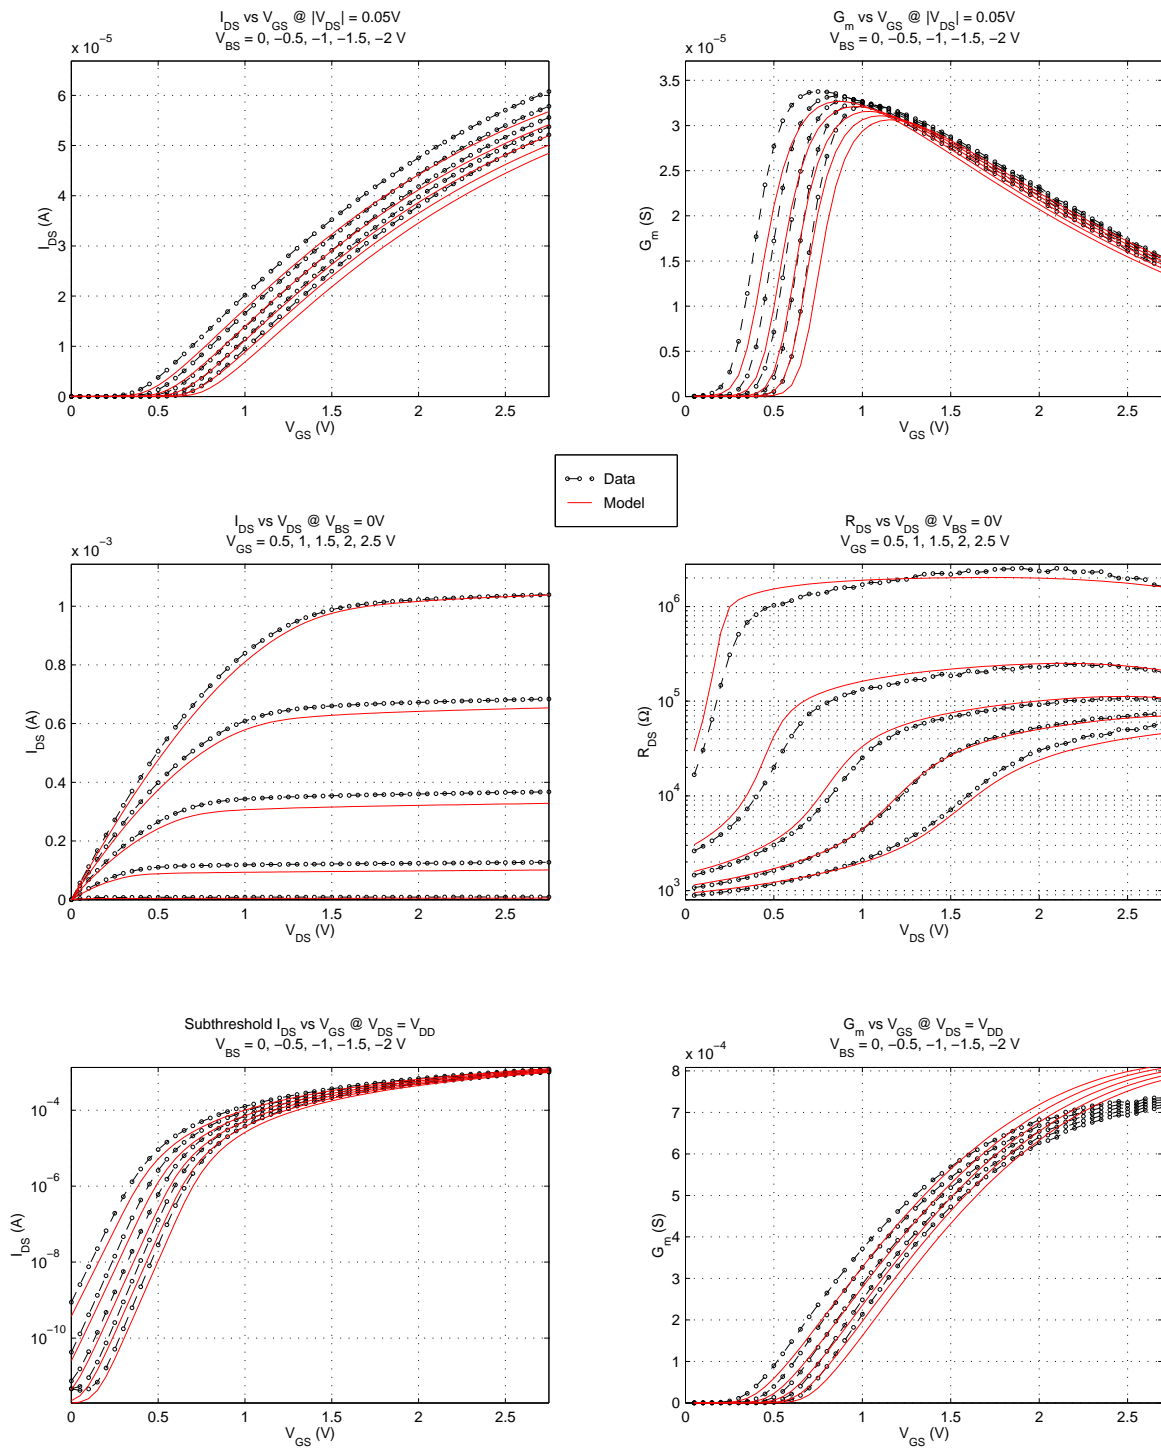 I_DS vs V_GS @ |V_DS| = 0.05V
V_BS = 0, −0.5, −1, −1.5, −2 V
x 10^−5
6
5
4
3
2
1
0
I_DS (A)
0 0.5 1 1.5 2 2.5
V_GS (V)
G_m vs V_GS @ |V_DS| = 0.05V
V_BS = 0, −0.5, −1, −1.5, −2 V
x 10^−5
3.5
3
2.5
2
1.5
1
0.5
0
G_m (S)
0 0.5 1 1.5 2 2.5
V_GS (V)
Data
Model
I_DS vs V_DS @ V_BS = 0V
V_GS = 0.5, 1, 1.5, 2, 2.5 V
x 10^−3
1
0.8
0.6
0.4
0.2
0
I_DS (A)
0 0.5 1 1.5 2 2.5
V_DS (V)
R_DS vs V_DS @ V_BS = 0V
V_GS = 0.5, 1, 1.5, 2, 2.5 V
10^6
10^5
10^4
10^3
R_DS (Ω)
0 0.5 1 1.5 2 2.5
V_DS (V)
Subthreshold I_DS vs V_GS @ V_DS = V_DD
V_BS = 0, −0.5, −1, −1.5, −2 V
10^−4
10^−6
10^−8
10^−10
I_DS (A)
0 0.5 1 1.5 2 2.5
V_GS (V)
G_m vs V_GS @ V_DS = V_DD
V_BS = 0, −0.5, −1, −1.5, −2 V
x 10^−4
8
7
6
5
4
3
2
1
0
G_m (S)
0 0.5 1 1.5 2 2.5
V_GS (V)